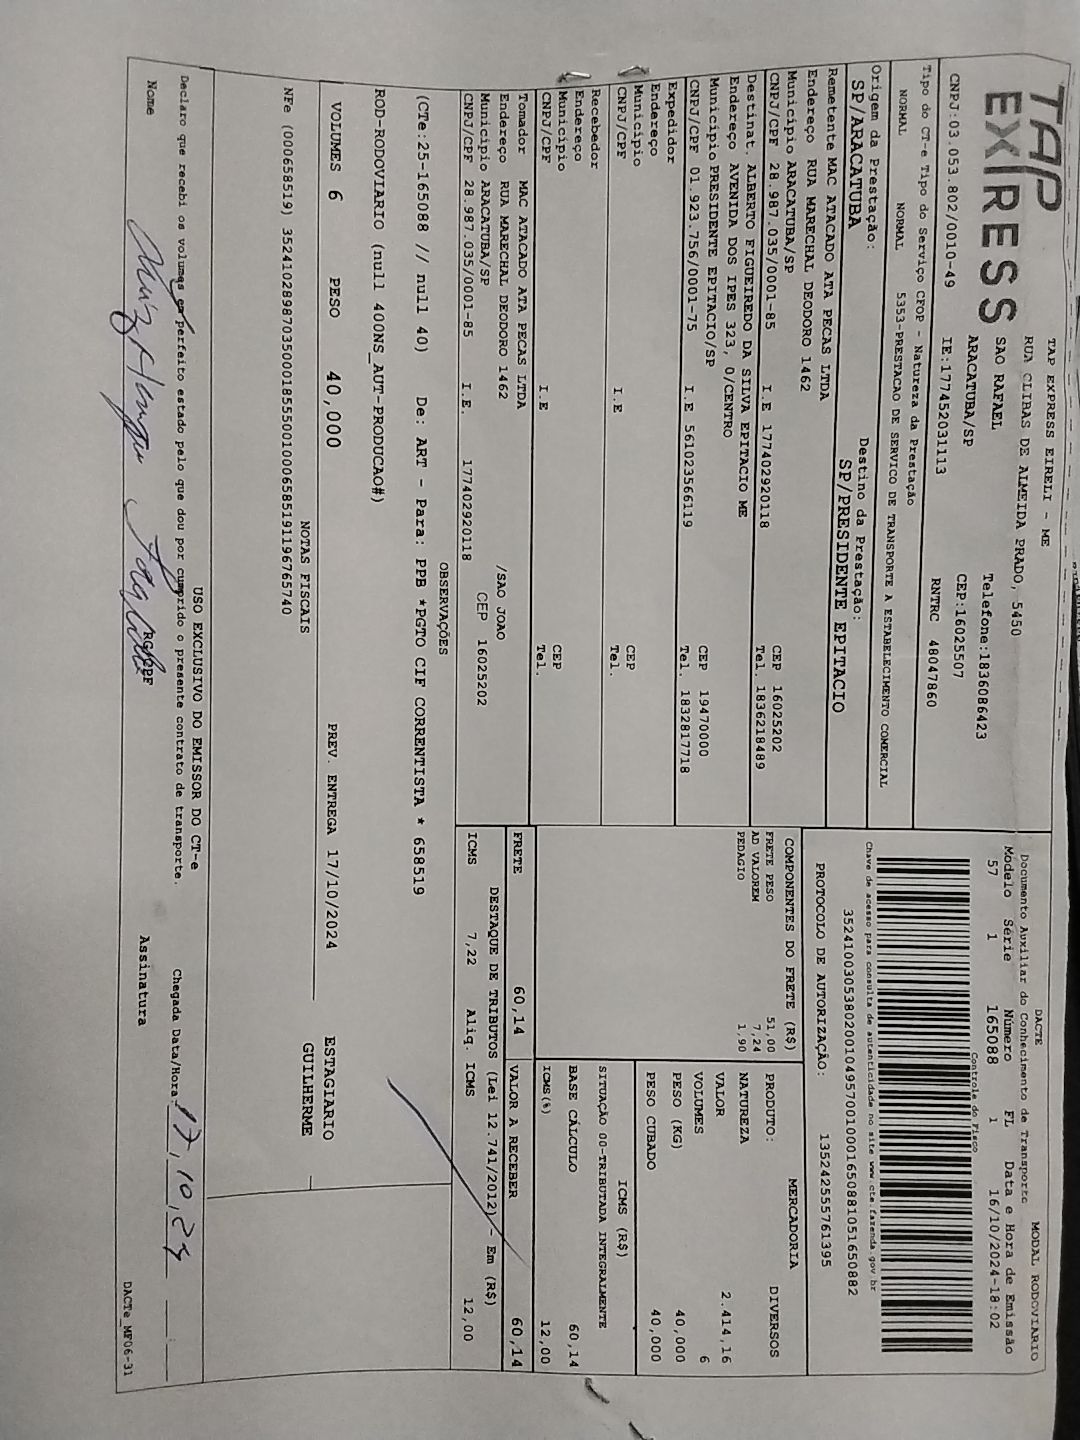 TAP EXPRESS
TAP EXPRESS EIRELI - ME
RUA CLIBAS DE ALMEIDA PRADO, 5450
SAO RAFAEL Telefone:1836086423
ARACATUBA/SP CEP:16025507
CNPJ:03.053.802/0010-49 IE:177452031113 RNTRC 48047860
DACTE MODAL RODOVIÁRIO
Documento Auxiliar do Conhecimento de Transporte
Modelo Série Número FL Data e Hora de Emissão
57 1 165088 1 16/10/2024-18:02
Controle do Fisco
Chave de acesso para consulta de autenticidade no site www.cte.fazenda.gov.br
35241003053802001049570010001650881051650882
PROTOCOLO DE AUTORIZAÇÃO: 135242555761395
Tipo do CT-e Tipo do Serviço CFOP - Natureza da Prestação
NORMAL NORMAL 5353-PRESTACAO DE SERVICO DE TRANSPORTE A ESTABELECIMENTO COMERCIAL
Origem da Prestação: Destino da Prestação:
SP/ARACATUBA SP/PRESIDENTE EPITACIO
Remetente MAC ATACADO ATA PECAS LTDA
Endereço RUA MARECHAL DEODORO 1462
Município ARACATUBA/SP CEP 16025202
CNPJ/CPF 28.987.035/0001-85 I.E 177402920118 Tel. 1836218489
Destinat. ALBERTO FIGUEIREDO DA SILVA EPITACIO ME
Endereço AVENIDA DOS IPES 323, 0/CENTRO
Município PRESIDENTE EPITACIO/SP CEP 19470000
CNPJ/CPF 01.923.756/0001-75 I.E 561023566119 Tel. 1832817718
Expedidor
Endereço
Município CEP
CNPJ/CPF I.E Tel.
Recebedor
Endereço
Município CEP
CNPJ/CPF I.E Tel.
Tomador MAC ATACADO ATA PECAS LTDA
Endereço RUA MARECHAL DEODORO 1462 /SAO JOAO
Município ARACATUBA/SP CEP 16025202
CNPJ/CPF 28.987.035/0001-85 I.E. 177402920118
COMPONENTES DO FRETE (R$)
FRETE PESO 51,00
AD VALOREM 7,24
PEDAGIO 1,90
MERCADORIA
PRODUTO: DIVERSOS
NATUREZA
VALOR 2.414,16
VOLUMES 6
PESO (KG) 40,000
PESO CUBADO 40,000
ICMS (R$)
SITUAÇÃO 00-TRIBUTADA INTEGRALMENTE
BASE CÁLCULO 60,14
ICMS(%) 12,00
FRETE 60,14 VALOR A RECEBER 60,14
DESTAQUE DE TRIBUTOS (Lei 12.741/2012) - Em (R$)
ICMS 7,22 Aliq. ICMS 12,00
OBSERVAÇÕES
(CTe:25-165088 // null 40) De: ART - Para: PPB *PGTO CIF CORRENTISTA * 658519
ROD-RODOVIARIO (null 400NS_AUT-PRODUCAO#)
VOLUMES 6 PESO 40,000 PREV. ENTREGA 17/10/2024 ESTAGIARIO GUILHERME
NOTAS FISCAIS
NFe (000658519) 35241028987035000185550010006585191196765740
USO EXCLUSIVO DO EMISSOR DO CT-e
Declaro que recebi os volumes em perfeito estado pelo que dou por cumprido o presente contrato de transporte. Chegada Data/Hora: 17,10,24
Nome RG/CPF Assinatura DACTe_MF06-31